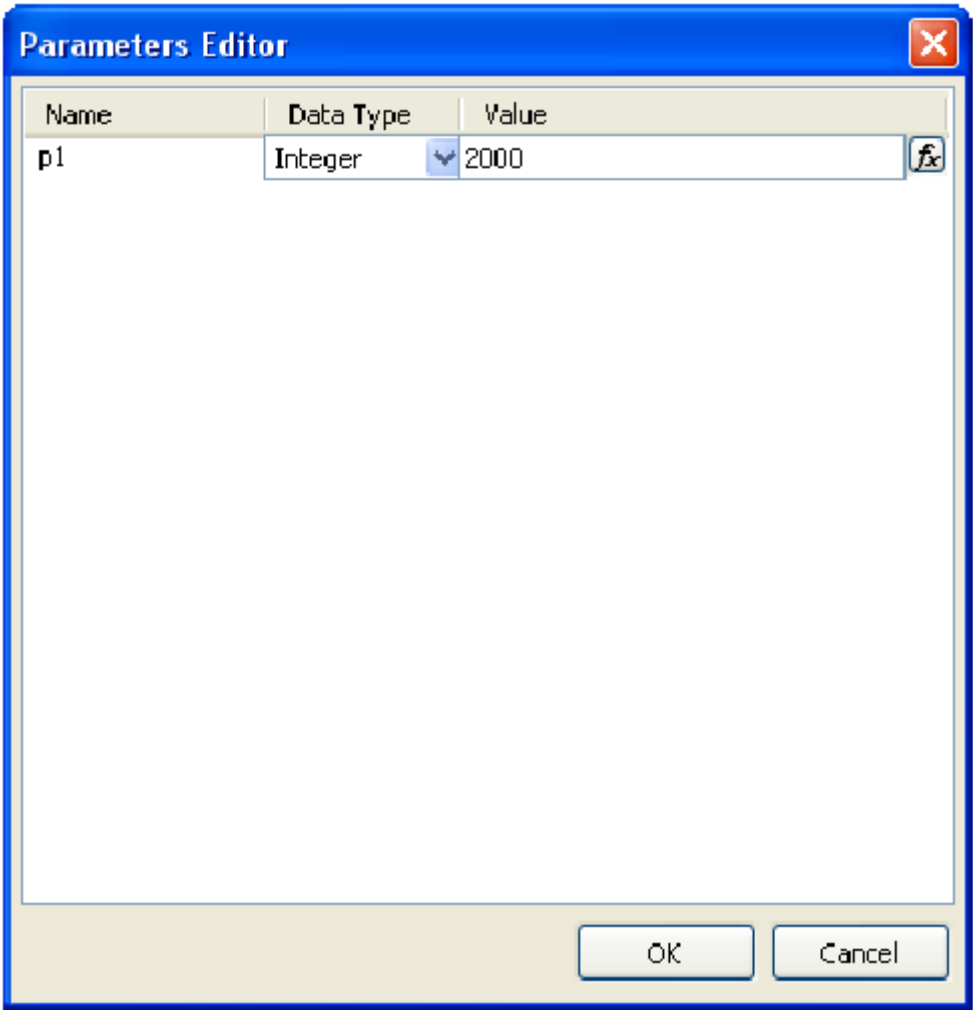 Parameters Editor
Name Data Type Value
p1 Integer 2000 fx
OK Cancel